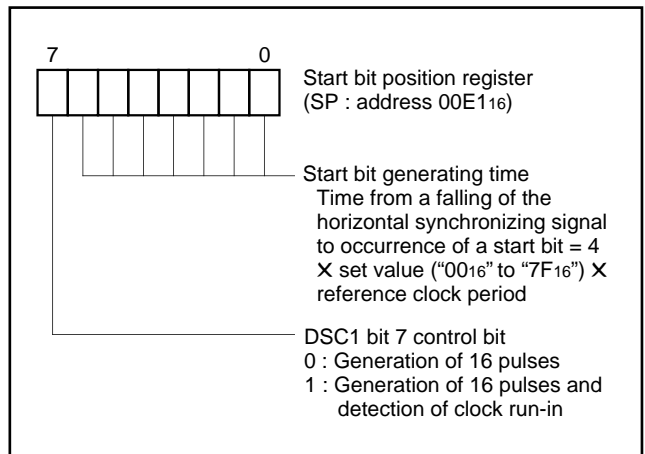 7 0
Start bit position register
(SP : address 00E1₁₆)
Start bit generating time
Time from a falling of the
horizontal synchronizing signal
to occurrence of a start bit = 4
✕ set value (“00₁₆” to “7F₁₆”) ✕
reference clock period
DSC1 bit 7 control bit
0 : Generation of 16 pulses
1 : Generation of 16 pulses and
detection of clock run-in